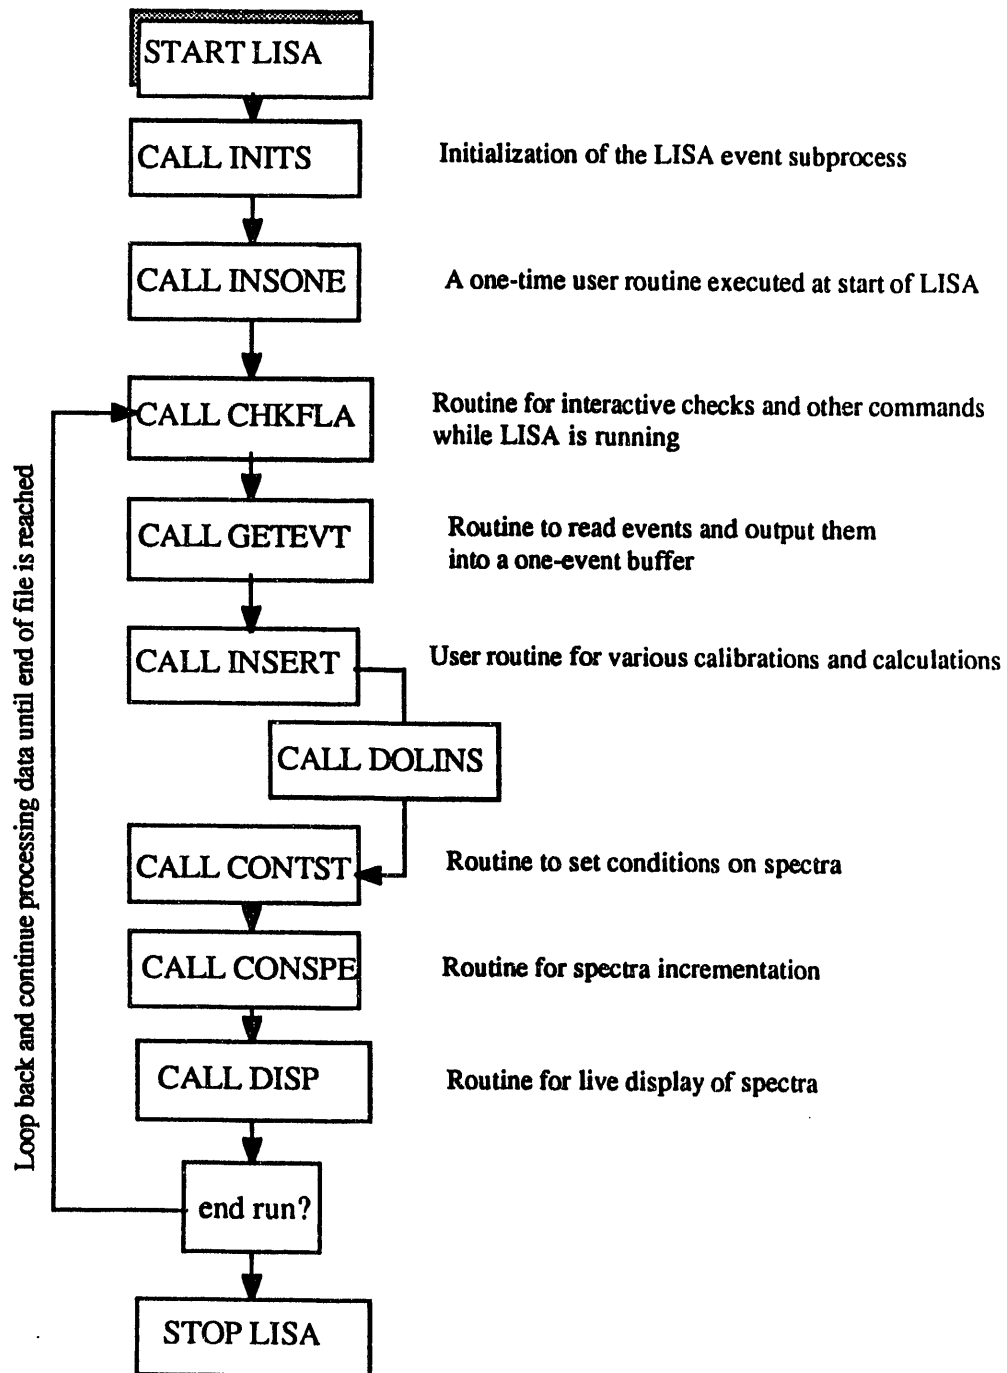 START LISA
CALL INITS
Initialization of the LISA event subprocess
CALL INSONE
A one-time user routine executed at start of LISA
CALL CHKFLA
Routine for interactive checks and other commands
while LISA is running
CALL GETEVT
Routine to read events and output them
into a one-event buffer
CALL INSERT
User routine for various calibrations and calculations
CALL DOLINS
CALL CONTST
Routine to set conditions on spectra
CALL CONSPE
Routine for spectra incrementation
CALL DISP
Routine for live display of spectra
end run?
STOP LISA
Loop back and continue processing data until end of file is reached